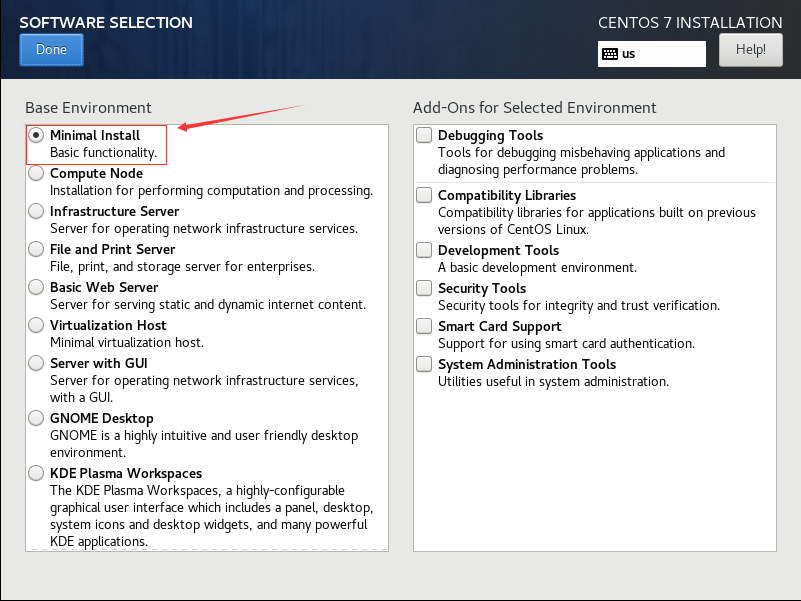 SOFTWARE SELECTION
CENTOS 7 INSTALLATION
Done
us
Help!
Base Environment
Minimal Install
Basic functionality.
Compute Node
Installation for performing computation and processing.
Infrastructure Server
Server for operating network infrastructure services.
File and Print Server
File, print, and storage server for enterprises.
Basic Web Server
Server for serving static and dynamic internet content.
Virtualization Host
Minimal virtualization host.
Server with GUI
Server for operating network infrastructure services,
with a GUI.
GNOME Desktop
GNOME is a highly intuitive and user friendly desktop
environment.
KDE Plasma Workspaces
The KDE Plasma Workspaces, a highly-configurable
graphical user interface which includes a panel, desktop,
system icons and desktop widgets, and many powerful
KDE applications.
Add-Ons for Selected Environment
Debugging Tools
Tools for debugging misbehaving applications and
diagnosing performance problems.
Compatibility Libraries
Compatibility libraries for applications built on previous
versions of CentOS Linux.
Development Tools
A basic development environment.
Security Tools
Security tools for integrity and trust verification.
Smart Card Support
Support for using smart card authentication.
System Administration Tools
Utilities useful in system administration.